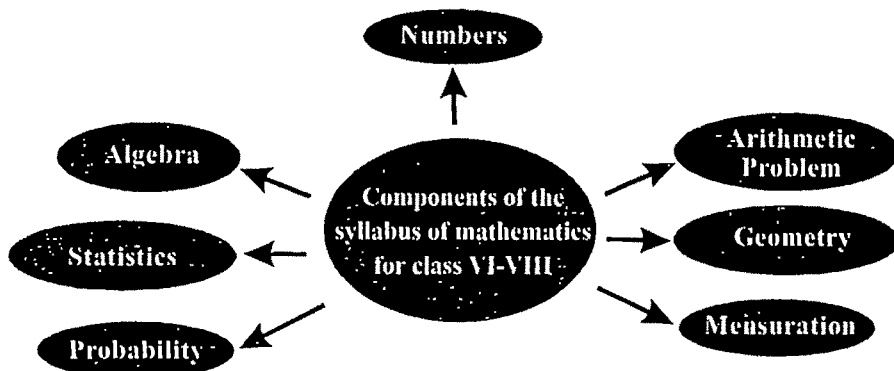 Numbers
Algebra
Arithmetic
Problem
Components of the
syllabus of mathematics
for class VI-VIII
Statistics
Geometry
Probability
Mensuration